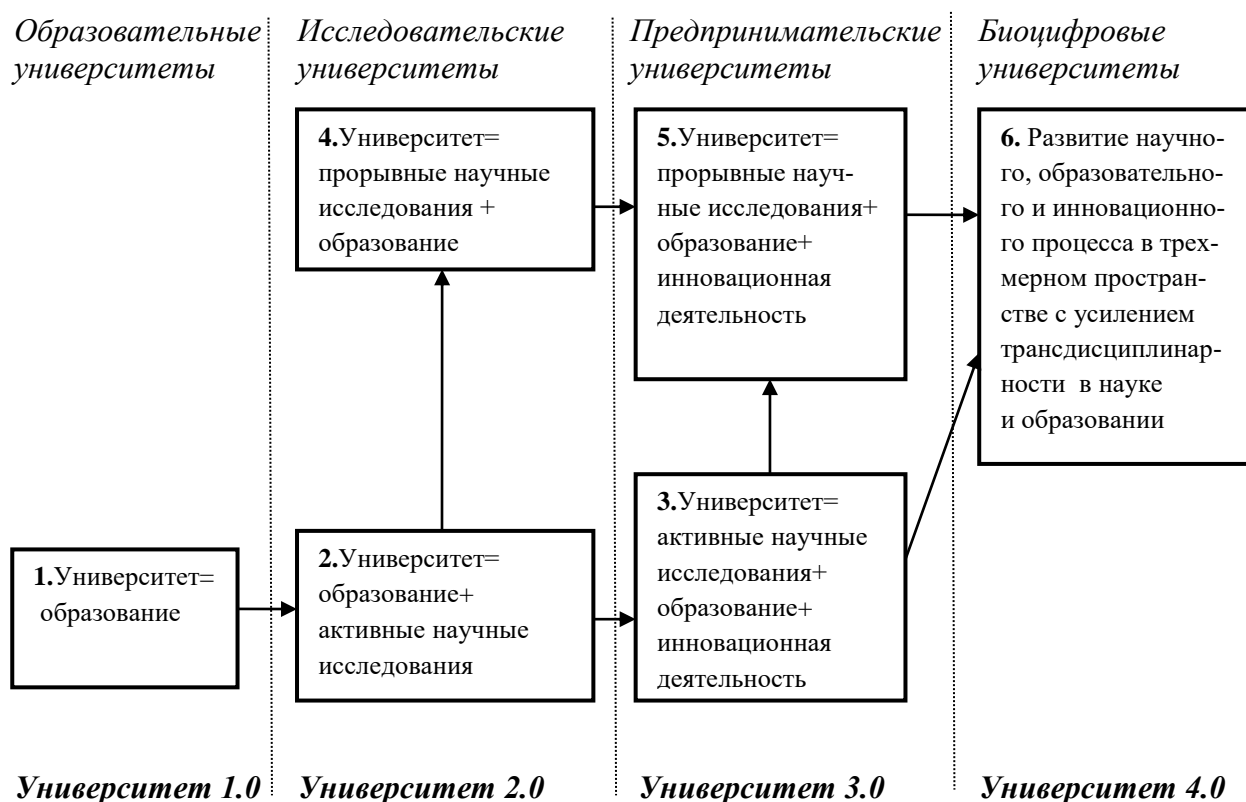 Образовательные
университеты
Исследовательские
университеты
Предпринимательские
университеты
Биоцифровые
университеты
4.Университет=
прорывные научные
исследования +
образование
5.Университет=
прорывные науч-
ные исследования+
образование+
инновационная
деятельность
6. Развитие научно-
го, образовательно-
го и инновационно-
го процесса в трех-
мерном простран-
стве с усилением
трансдисциплинар-
ности в науке
и образовании
1.Университет=
образование
2.Университет=
образование+
активные научные
исследования
3.Университет=
активные научные
исследования+
образование+
инновационная
деятельность
Университет 1.0
Университет 2.0
Университет 3.0
Университет 4.0